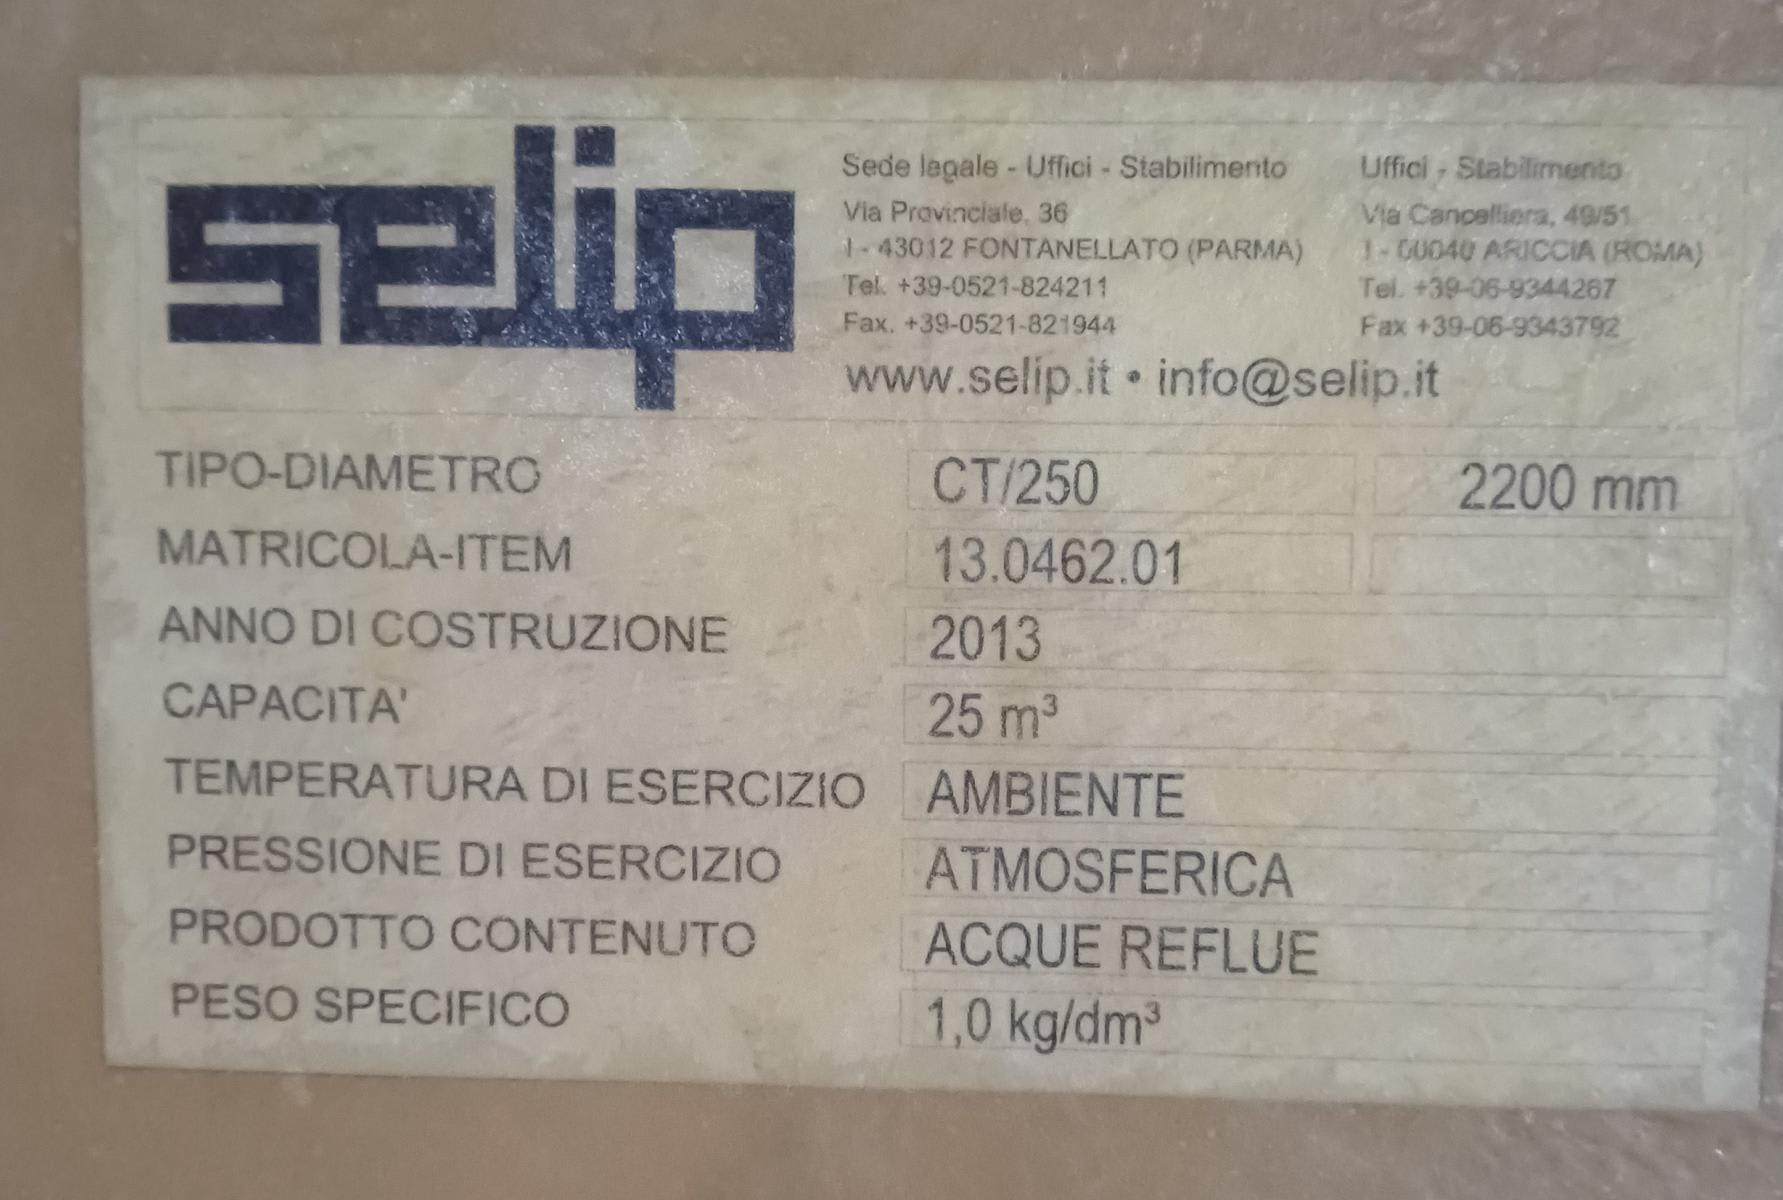 selip
Sede legale - Uffici - Stabilimento
Via Provinciale, 36
I - 43012 FONTANELLATO (PARMA)
Tel. +39-0521-824211
Fax. +39-0521-821944
Uffici - Stabilimento
Via Cancelliera, 49/51
I - 00040 ARICCIA (ROMA)
Tel. +39-06-9344267
Fax +39-06-9343792
www.selip.it • info@selip.it
TIPO-DIAMETRO CT/250 2200 mm
MATRICOLA-ITEM 13.0462.01
ANNO DI COSTRUZIONE 2013
CAPACITA' 25 m³
TEMPERATURA DI ESERCIZIO AMBIENTE
PRESSIONE DI ESERCIZIO ATMOSFERICA
PRODOTTO CONTENUTO ACQUE REFLUE
PESO SPECIFICO 1,0 kg/dm³